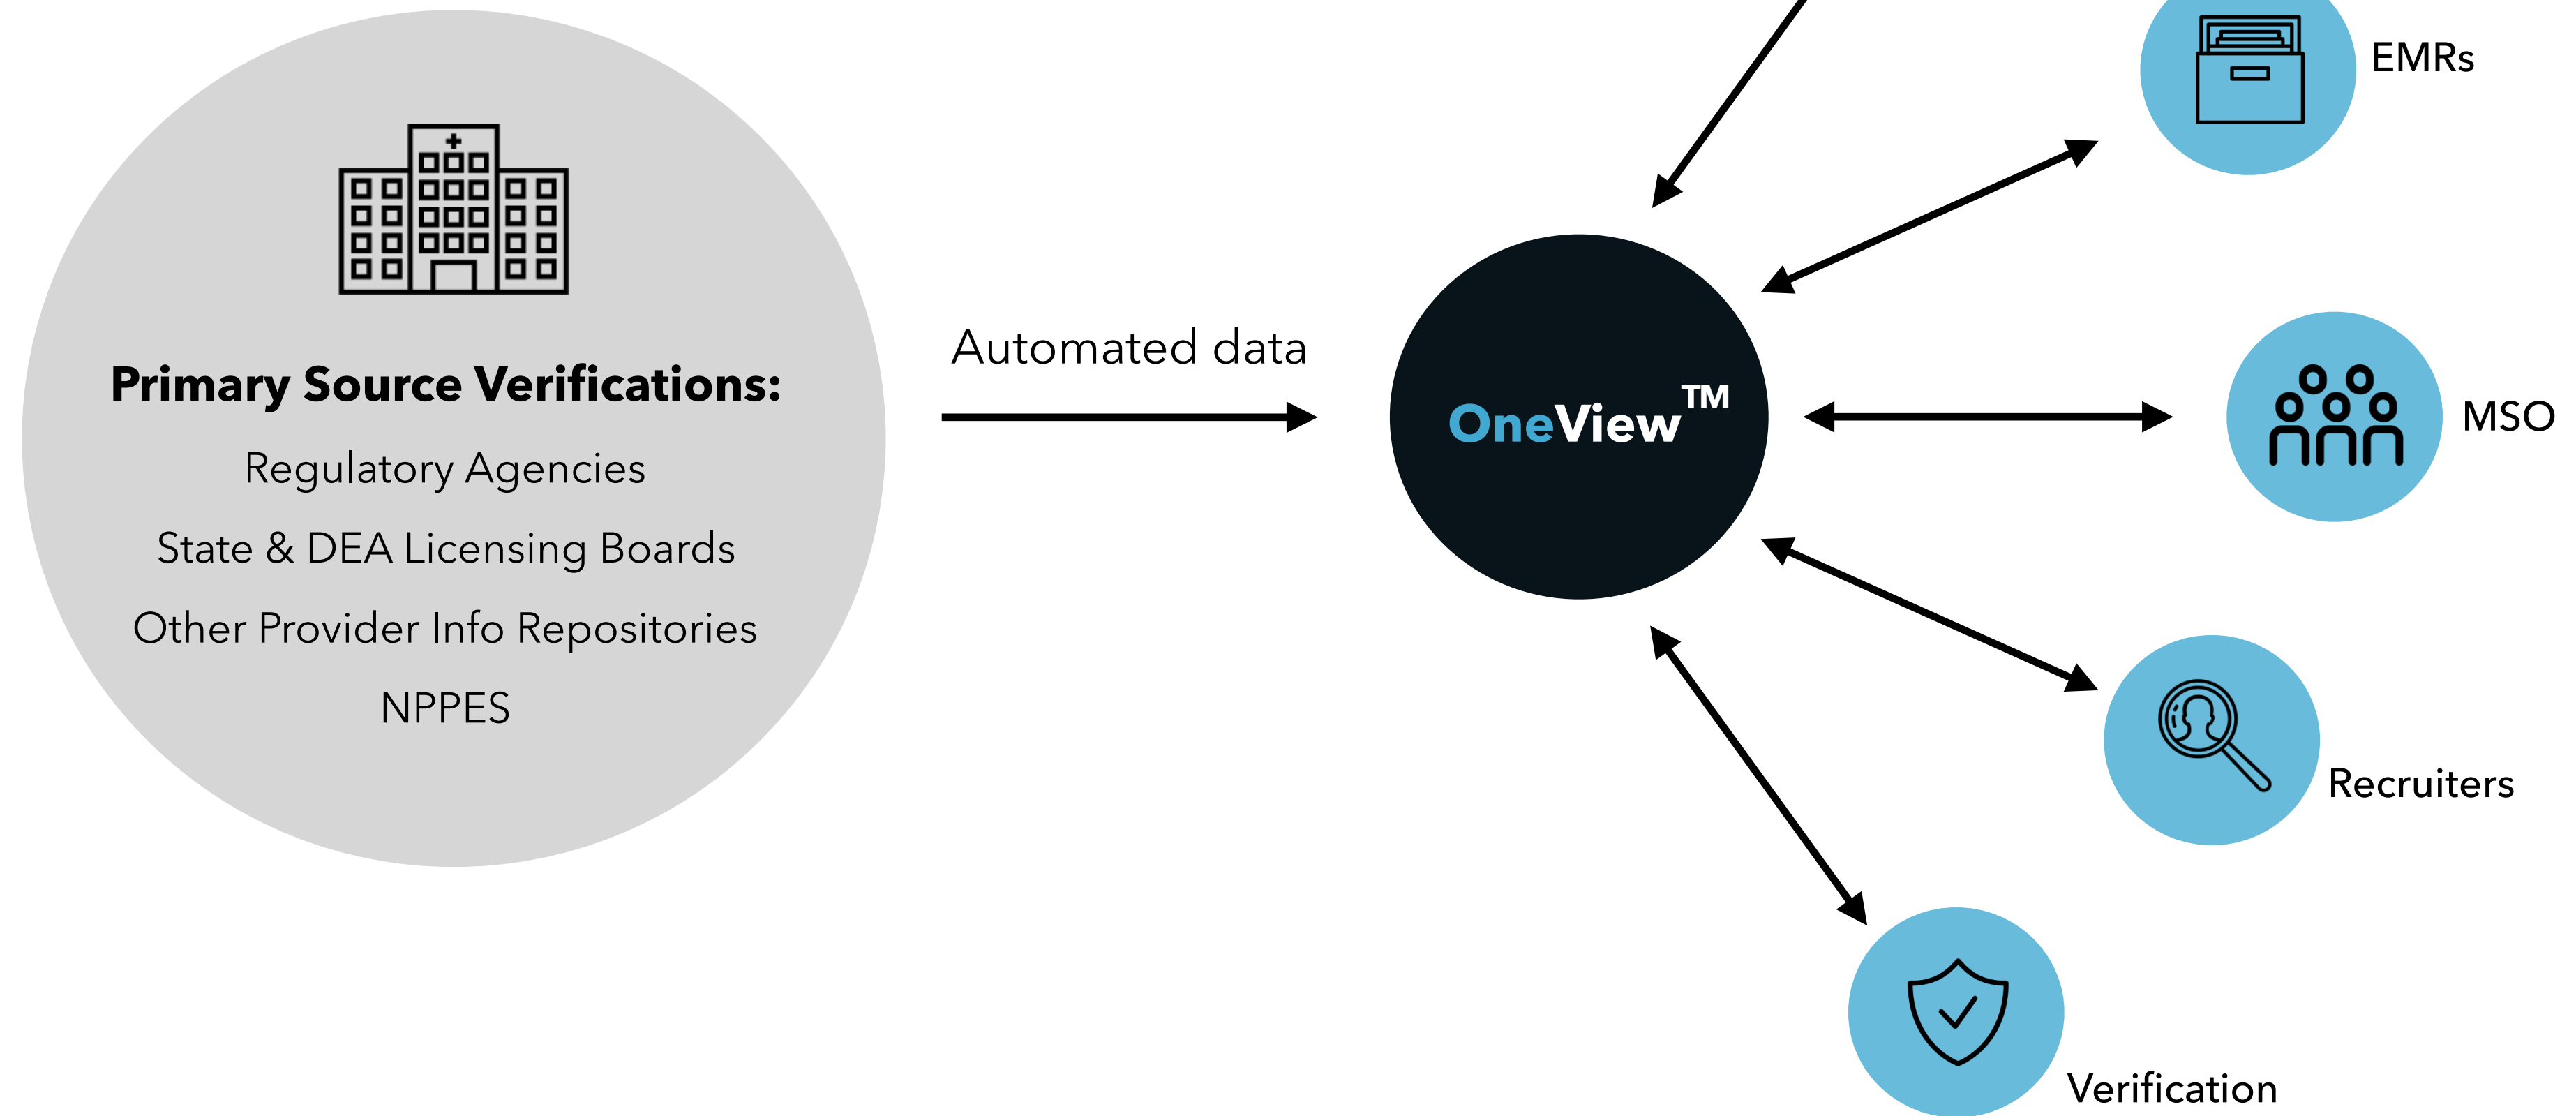 Primary Source Verifications:
Regulatory Agencies
State & DEA Licensing Boards
Other Provider Info Repositories
NPPES
Automated data
OneView™
EMRs
MSO
Recruiters
Verification